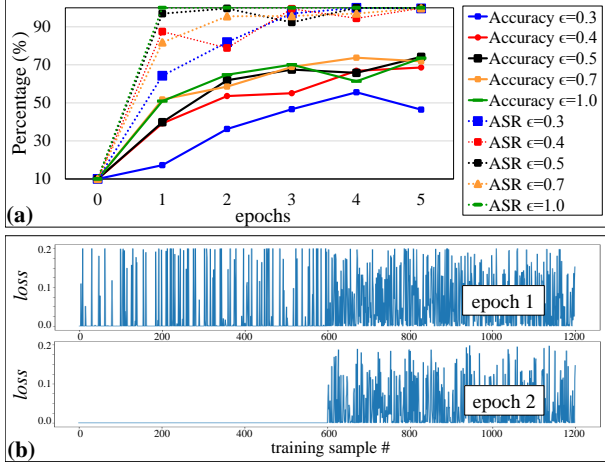 Percentage (%)
90
70
50
30
10
0 1 2 3 4 5
epochs
(a)
Accuracy ϵ=0.3
Accuracy ϵ=0.4
Accuracy ϵ=0.5
Accuracy ϵ=0.7
Accuracy ϵ=1.0
ASR ϵ=0.3
ASR ϵ=0.4
ASR ϵ=0.5
ASR ϵ=0.7
ASR ϵ=1.0
loss
0.2
0.1
0.0
epoch 1
0 200 400 600 800 1000 1200
loss
0.2
0.1
0.0
epoch 2
0 200 400 600 800 1000 1200
training sample #
(b)